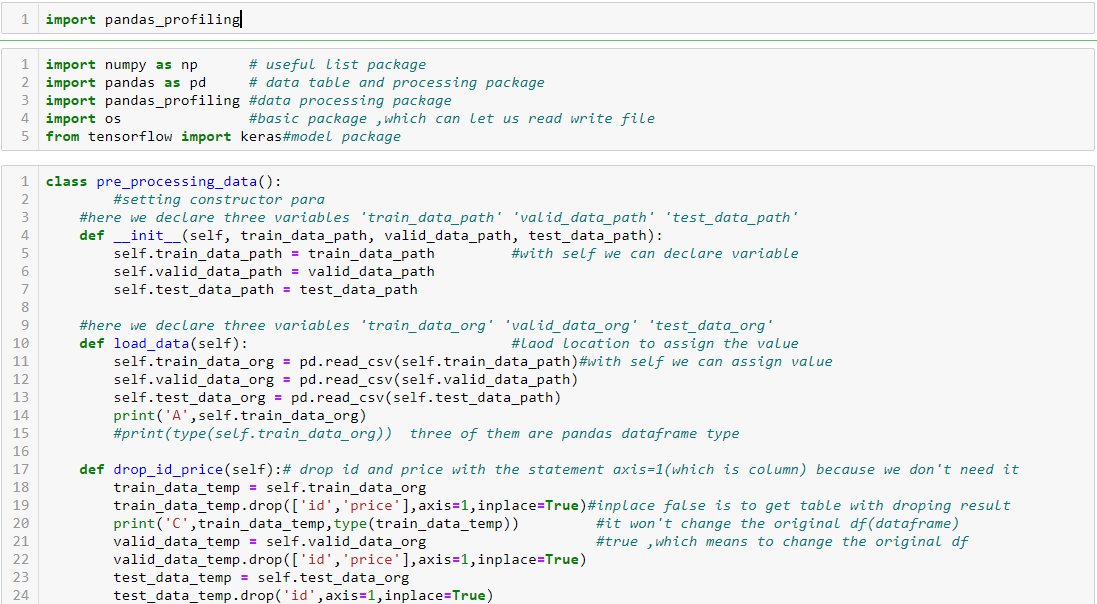 1 import pandas_profiling
1 import numpy as np      # useful list package
2 import pandas as pd     # data table and processing package
3 import pandas_profiling #data processing package
4 import os               #basic package ,which can let us read write file
5 from tensorflow import keras#model package
1 class pre_processing_data():
2         #setting constructor para
3     #here we declare three variables 'train_data_path' 'valid_data_path' 'test_data_path'
4     def __init__(self, train_data_path, valid_data_path, test_data_path):
5         self.train_data_path = train_data_path         #with self we can declare variable
6         self.valid_data_path = valid_data_path
7         self.test_data_path = test_data_path
8
9     #here we declare three variables 'train_data_org' 'valid_data_org' 'test_data_org'
10     def load_data(self):                               #laod location to assign the value
11         self.train_data_org = pd.read_csv(self.train_data_path)#with self we can assign value
12         self.valid_data_org = pd.read_csv(self.valid_data_path)
13         self.test_data_org = pd.read_csv(self.test_data_path)
14         print('A',self.train_data_org)
15         #print(type(self.train_data_org))  three of them are pandas dataframe type
16
17     def drop_id_price(self):# drop id and price with the statement axis=1(which is column) because we don't need it
18         train_data_temp = self.train_data_org
19         train_data_temp.drop(['id','price'],axis=1,inplace=True)#inplace false is to get table with droping result
20         print('C',train_data_temp,type(train_data_temp))         #it won't change the original df(dataframe)
21         valid_data_temp = self.valid_data_org                    #true ,which means to change the original df
22         valid_data_temp.drop(['id','price'],axis=1,inplace=True)
23         test_data_temp = self.test_data_org
24         test_data_temp.drop('id',axis=1,inplace=True)